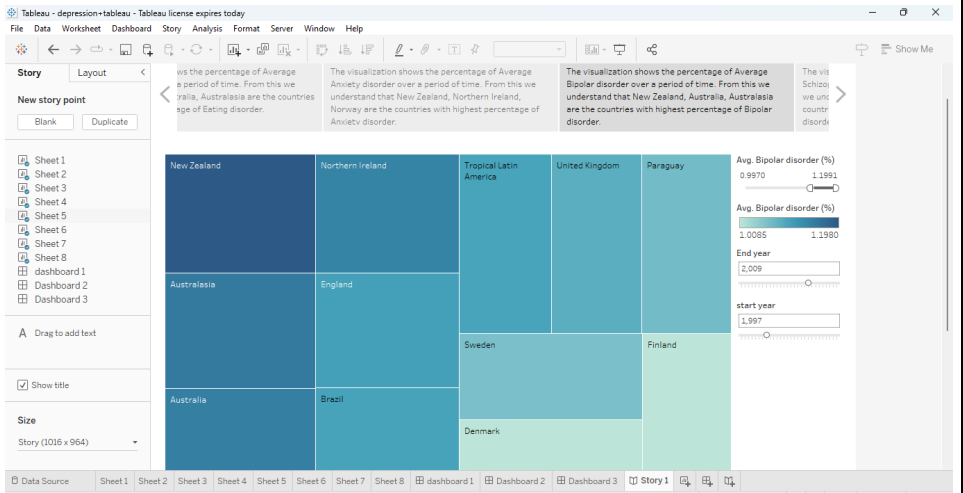 Tableau - depression+tableau - Tableau license expires today
File Data Worksheet Dashboard Story Analysis Format Server Window Help
Show Me
Story Layout
New story point
Blank Duplicate
Sheet 1
Sheet 2
Sheet 3
Sheet 4
Sheet 5
Sheet 6
Sheet 7
Sheet 8
dashboard 1
Dashboard 2
Dashboard 3
A Drag to add text
Show title
Size
Story (1016 x 964)
ws the percentage of Average
a period of time. From this we
tralia, Australasia are the countries
age of Eating disorder.
The visualization shows the percentage of Average
Anxiety disorder over a period of time. From this we
understand that New Zealand, Northern Ireland,
Norway are the countries with highest percentage of
Anxiety disorder.
The visualization shows the percentage of Average
Bipolar disorder over a period of time. From this we
understand that New Zealand, Australia, Australasia
are the countries with highest percentage of Bipolar
disorder.
The vis
Schizo
we und
countr
disorde
New Zealand
Northern Ireland
Tropical Latin
America
United Kingdom
Paraguay
Australasia
England
Sweden
Finland
Australia
Brazil
Denmark
Avg. Bipolar disorder (%)
0.9970 1.1991
Avg. Bipolar disorder (%)
1.0085 1.1980
End year
2,009
start year
1,997
Data Source Sheet 1 Sheet 2 Sheet 3 Sheet 4 Sheet 5 Sheet 6 Sheet 7 Sheet 8 dashboard 1 Dashboard 2 Dashboard 3 Story 1